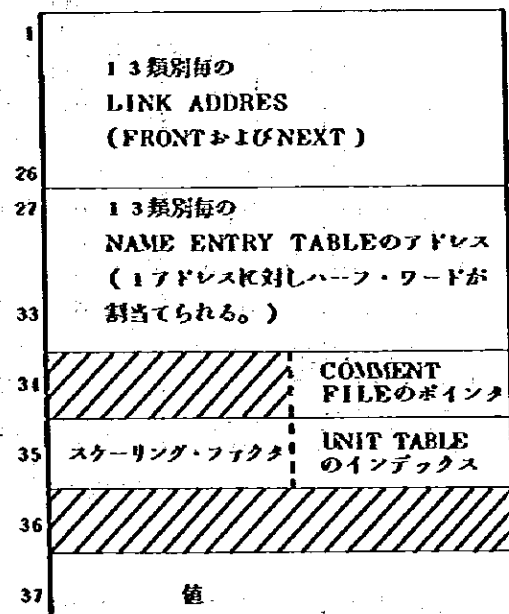 1
13類別毎の
LINK ADDRES
(FRONTおよびNEXT)
26
27
13類別毎の
NAME ENTRY TABLEのアドレス
(1アドレスに対しハーフ・ワードが
33
割当てられる。)
34
COMMENT
FILEのポインタ
35
スケーリング・ファクタ
UNIT TABLE
のインデックス
36
37
値